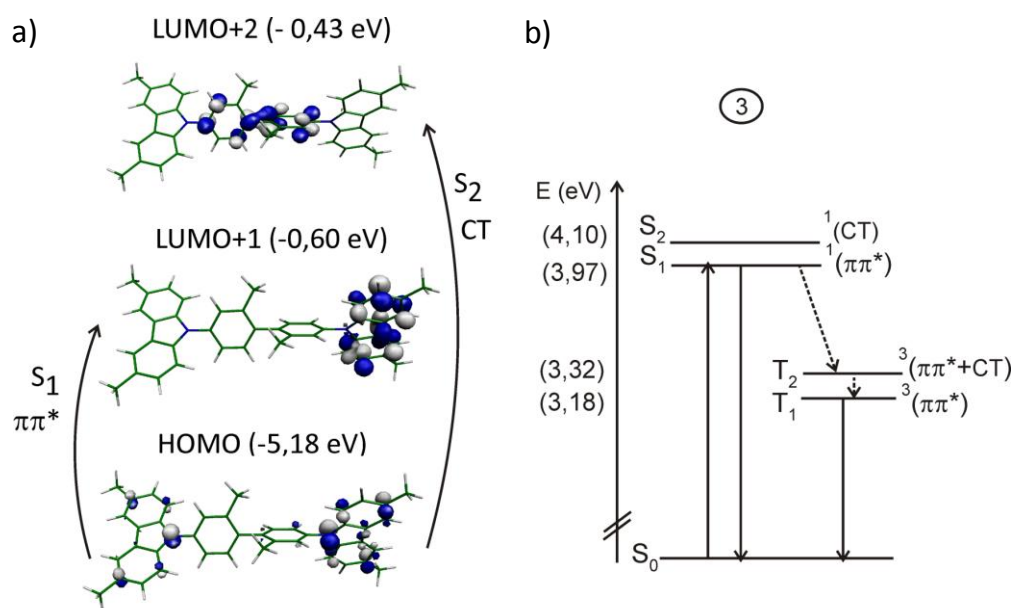 a)
LUMO+2 (- 0,43 eV)
S2
CT
LUMO+1 (-0,60 eV)
S1
ππ*
HOMO (-5,18 eV)
b)
3
E (eV)
(4,10) S2 1(CT)
(3,97) S1 1(ππ*)
(3,32) T2 3(ππ*+CT)
(3,18) T1 3(ππ*)
S0